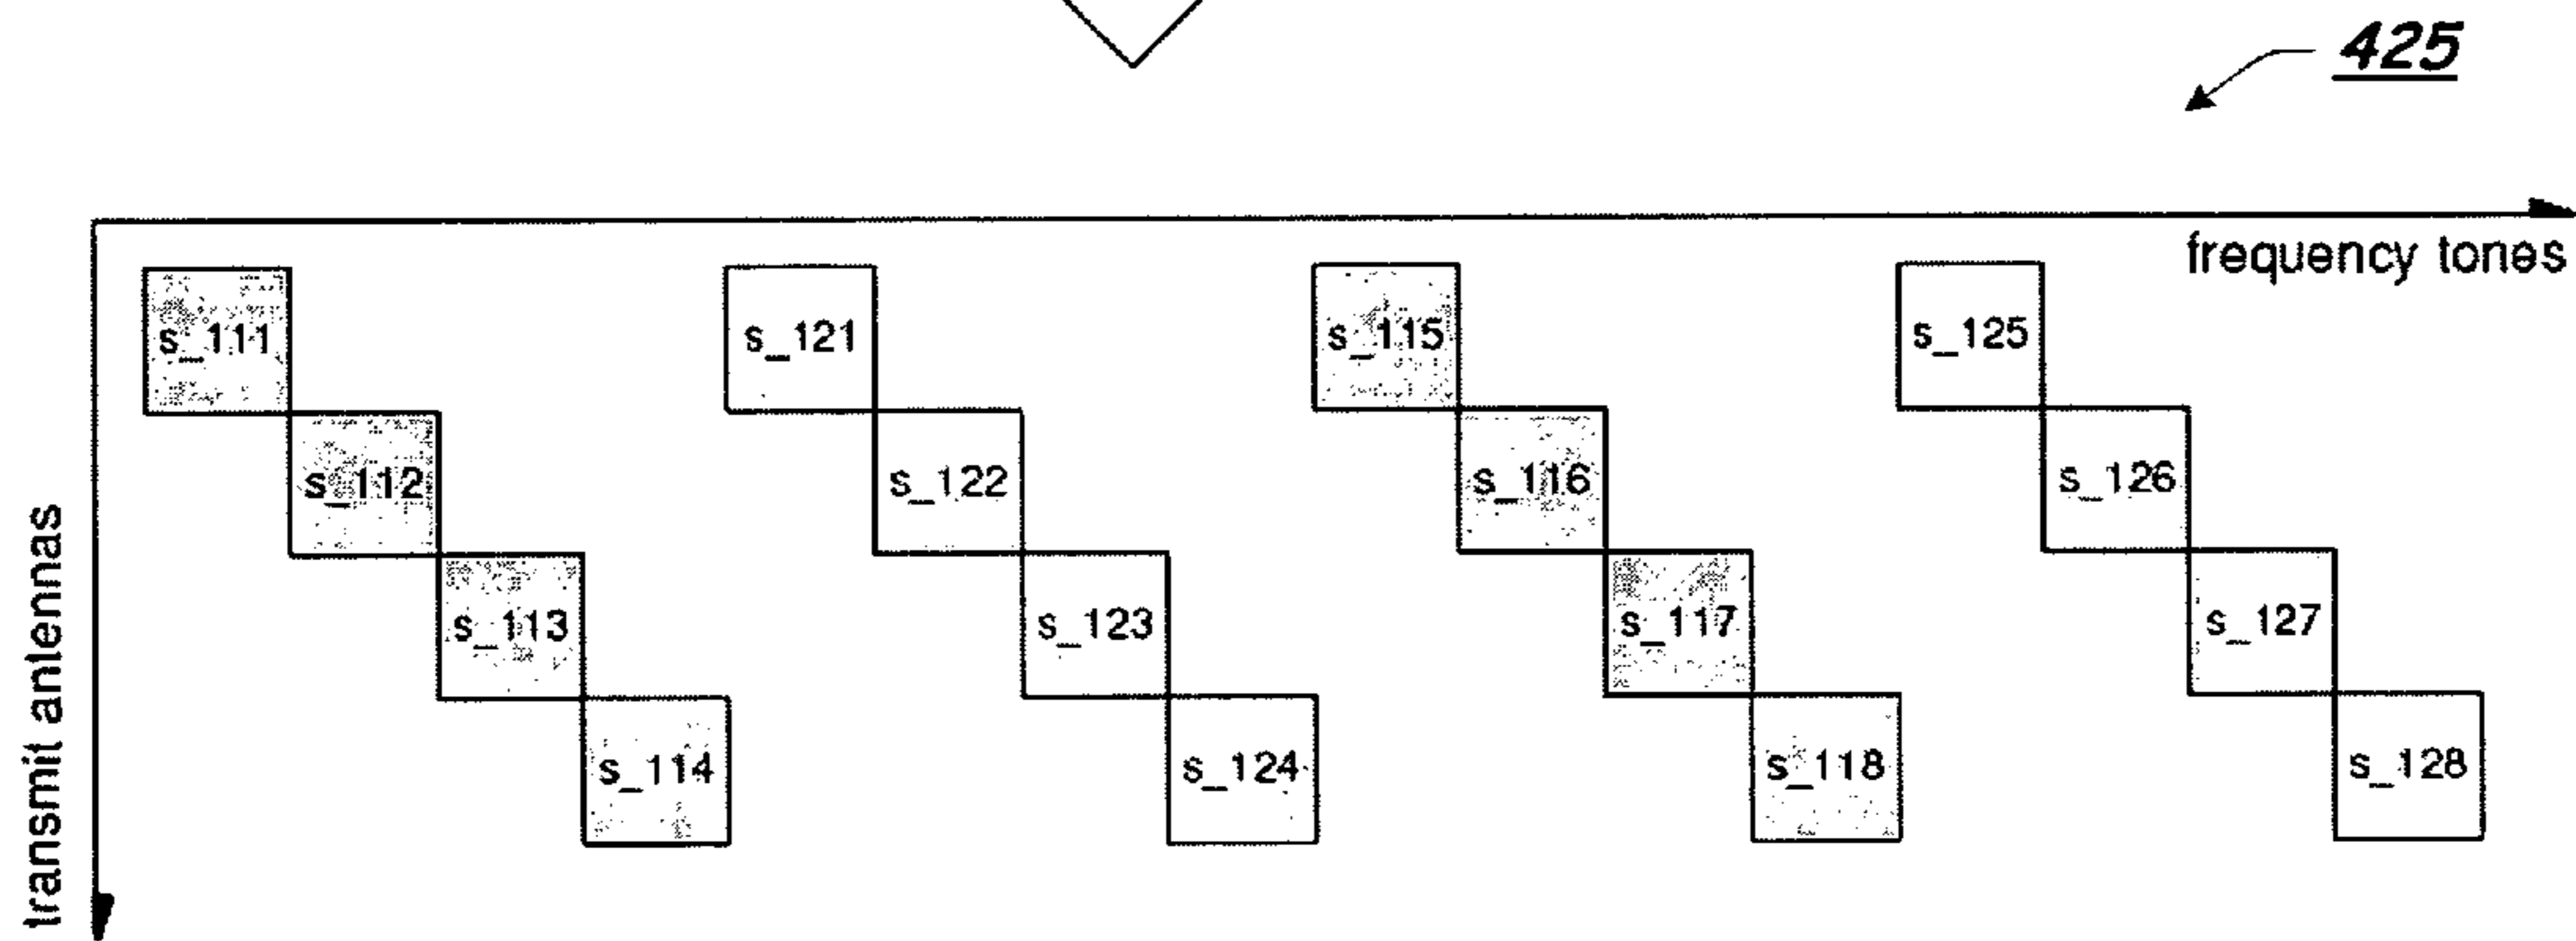 425
frequency tones
s_111 s_121 s_115 s_125
s_112 s_122 s_116 s_126
s_113 s_123 s_117 s_127
s_114 s_124 s_118 s_128
transmit antennas